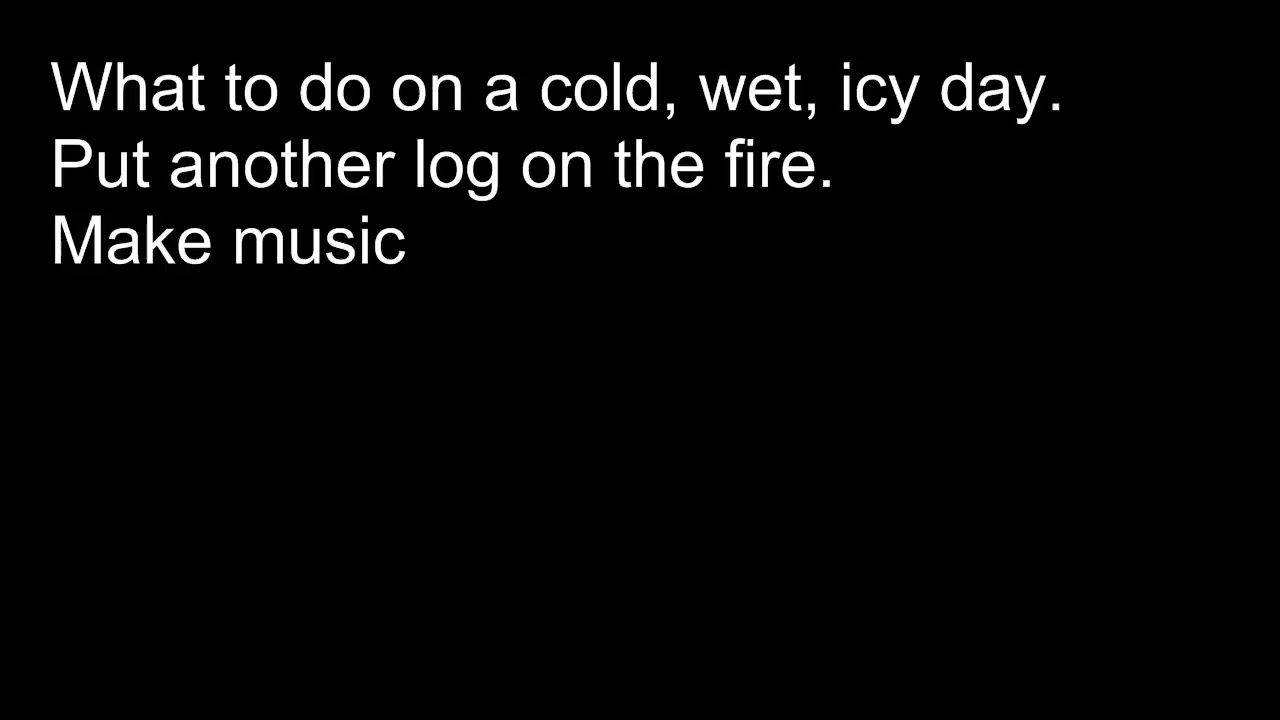 What to do on a cold, wet, icy day.
Put another log on the fire.
Make music